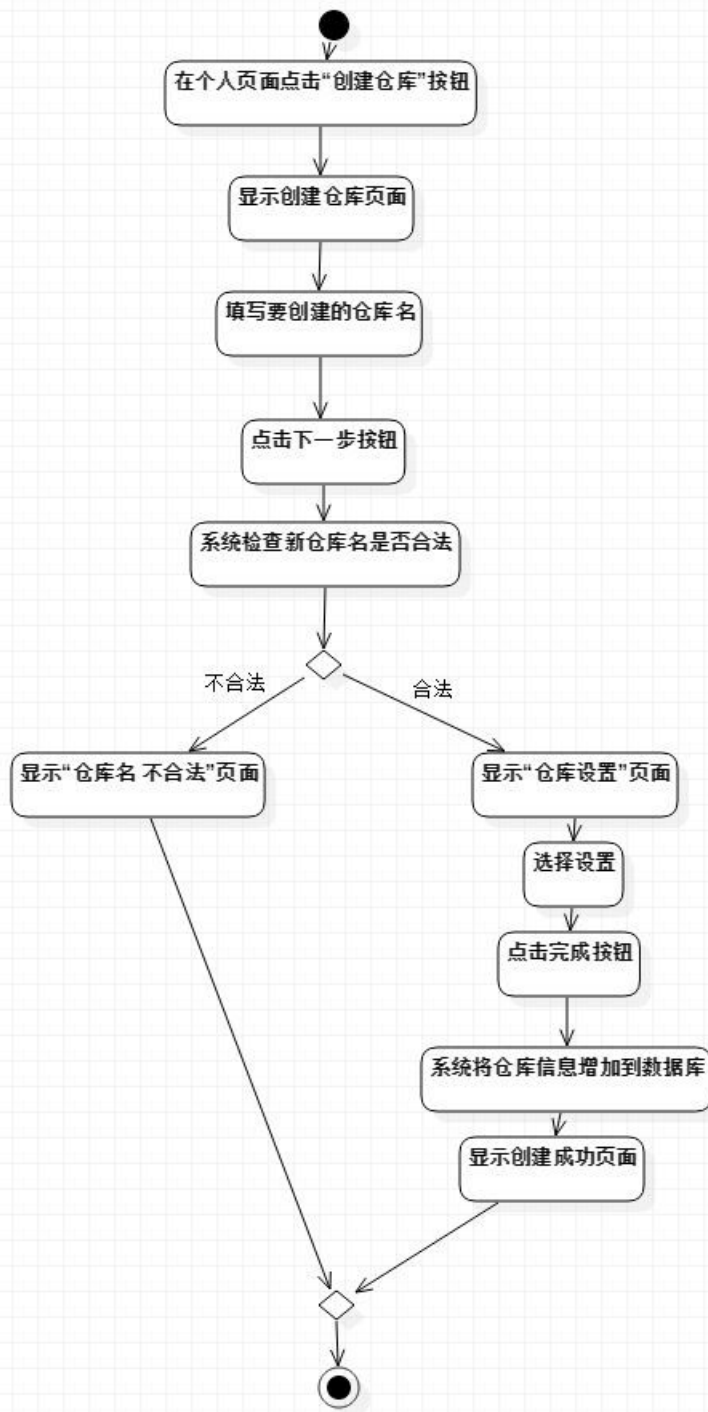 在个人页面点击“创建仓库”按钮
显示创建仓库页面
填写要创建的仓库名
点击下一步按钮
系统检查新仓库名是否合法
不合法
合法
显示“仓库名 不合法”页面
显示“仓库设置”页面
选择设置
点击完成按钮
系统将仓库信息增加到数据库
显示创建成功页面